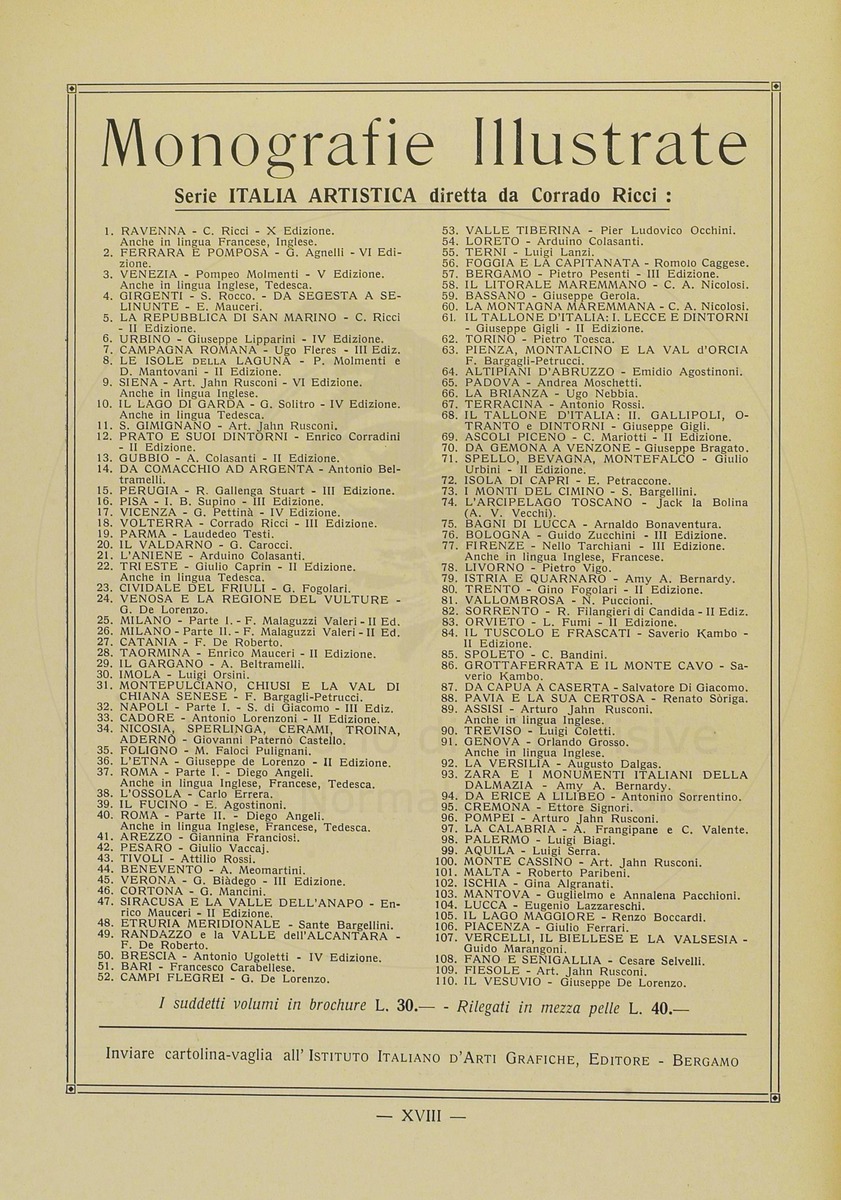 Monografie Illustrate
Serie ITALIA ARTISTICA diretta da Corrado Ricci :
1. RAVENNA - C. Ricci - X Edizione.
Anche in lingua Francese, Inglese.
2. FERRARA E POMPOSA - G. Agnelli - VI Edi-
zione.
3. VENEZIA - Pompeo Molmenti - V Edizione.
Anche in lingua Inglese, Tedesca.
4. GIRGENTI - S. Rocco. - DA SEGESTA A SE-
LINUNTE - E. Mauceri.
5. LA REPUBBLICA DI SAN MARINO - C. Ricci
- II Edizione.
6. URBINO - Giuseppe Lipparini - IV Edizione.
7. CAMPAGNA ROMANA - Ugo Fleres - III Ediz.
8. LE ISOLE DELLA LAGUNA - P. Molmenti e
D. Mantovani - II Edizione.
9. SIENA - Art. Jahn Rusconi - VI Edizione.
Anche in lingua Inglese.
10. IL LAGO DI GARDA - G. Solitro - IV Edizione.
Anche in lingua Tedesca.
11. S. GIMIGNANO - Art. Jahn Rusconi.
12. PRATO E SUOI DINTORNI - Enrico Corradini
- II Edizione.
13. GUBBIO - A. Colasanti - II Edizione.
14. DA COMACCHIO AD ARGENTA - Antonio Bel-
tramelli.
15. PERUGIA - R. Gallenga Stuart - III Edizione.
16. PISA - I. B. Supino - III Edizione.
17. VICENZA - G. Pettinà - IV Edizione.
18. VOLTERRA - Corrado Ricci - III Edizione.
19. PARMA - Laudedeo Testi.
20. IL VALDARNO - G. Carocci.
21. L'ANIENE - Arduino Colasanti.
22. TRIESTE - Giulio Caprin - II Edizione.
Anche in lingua Tedesca.
23. CIVIDALE DEL FRIULI - G. Fogolari.
24. VENOSA E LA REGIONE DEL VULTURE -
G. De Lorenzo.
25. MILANO - Parte I. - F. Malaguzzi Valeri - II Ed.
26. MILANO - Parte II. - F. Malaguzzi Valeri - II Ed.
27. CATANIA - F. De Roberto.
28. TAORMINA - Enrico Mauceri - II Edizione.
29. IL GARGANO - A. Beltramelli.
30. IMOLA - Luigi Orsini.
31. MONTEPULCIANO, CHIUSI E LA VAL DI
CHIANA SENESE - F. Bargagli-Petrucci.
32. NAPOLI - Parte I. - S. di Giacomo - III Ediz.
33. CADORE - Antonio Lorenzoni - II Edizione.
34. NICOSIA, SPERLINGA, CERAMI, TROINA,
ADERNÒ - Giovanni Paternò Castello.
35. FOLIGNO - M. Faloci Pulignani.
36. L'ETNA - Giuseppe de Lorenzo - II Edizione.
37. ROMA - Parte I. - Diego Angeli.
Anche in lingua Inglese, Francese, Tedesca.
38. L'OSSOLA - Carlo Errera.
39. IL FUCINO - E. Agostinoni.
40. ROMA - Parte II. - Diego Angeli.
Anche in lingua Inglese, Francese, Tedesca.
41. AREZZO - Giannina Franciosi.
42. PESARO - Giulio Vaccaj.
43. TIVOLI - Attilio Rossi.
44. BENEVENTO - A. Meomartini.
45. VERONA - G. Biàdego - III Edizione.
46. CORTONA - G. Mancini.
47. SIRACUSA E LA VALLE DELL'ANAPO - En-
rico Mauceri - II Edizione.
48. ETRURIA MERIDIONALE - Sante Bargellini.
49. RANDAZZO e la VALLE dell'ALCANTARA -
F. De Roberto.
50. BRESCIA - Antonio Ugoletti - IV Edizione.
51. BARI - Francesco Carabellese.
52. CAMPI FLEGREI - G. De Lorenzo.
53. VALLE TIBERINA - Pier Ludovico Occhini.
54. LORETO - Arduino Colasanti.
55. TERNI - Luigi Lanzi.
56. FOGGIA E LA CAPITANATA - Romolo Caggese.
57. BERGAMO - Pietro Pesenti - III Edizione.
58. IL LITORALE MAREMMANO - C. A. Nicolosi.
59. BASSANO - Giuseppe Gerola.
60. LA MONTAGNA MAREMMANA - C. A. Nicolosi.
61. IL TALLONE D'ITALIA: I. LECCE E DINTORNI
- Giuseppe Gigli - II Edizione.
62. TORINO - Pietro Toesca.
63. PIENZA, MONTALCINO E LA VAL d'ORCIA
F. Bargagli-Petrucci.
64. ALTIPIANI D'ABRUZZO - Emidio Agostinoni.
65. PADOVA - Andrea Moschetti.
66. LA BRIANZA - Ugo Nebbia.
67. TERRACINA - Antonio Rossi.
68. IL TALLONE D'ITALIA: II. GALLIPOLI, O-
TRANTO e DINTORNI - Giuseppe Gigli.
69. ASCOLI PICENO - C. Mariotti - II Edizione.
70. DA GEMONA A VENZONE - Giuseppe Bragato.
71. SPELLO, BEVAGNA, MONTEFALCO - Giulio
Urbini - II Edizione.
72. ISOLA DI CAPRI - E. Petraccone.
73. I MONTI DEL CIMINO - S. Bargellini.
74. L'ARCIPELAGO TOSCANO - Jack la Bolina
(A. V. Vecchi).
75. BAGNI DI LUCCA - Arnaldo Bonaventura.
76. BOLOGNA - Guido Zucchini - III Edizione.
77. FIRENZE - Nello Tarchiani - III Edizione.
Anche in lingua Inglese, Francese.
78. LIVORNO - Pietro Vigo.
79. ISTRIA E QUARNARO - Amy A. Bernardy.
80. TRENTO - Gino Fogolari - II Edizione.
81. VALLOMBROSA - N. Puccioni.
82. SORRENTO - R. Filangieri di Candida - II Ediz.
83. ORVIETO - L. Fumi - II Edizione.
84. IL TUSCOLO E FRASCATI - Saverio Kambo -
II Edizione.
85. SPOLETO - C. Bandini.
86. GROTTAFERRATA E IL MONTE CAVO - Sa-
verio Kambo.
87. DA CAPUA A CASERTA - Salvatore Di Giacomo.
88. PAVIA E LA SUA CERTOSA - Renato Sòriga.
89. ASSISI - Arturo Jahn Rusconi.
Anche in lingua Inglese.
90. TREVISO - Luigi Coletti.
91. GENOVA - Orlando Grosso.
Anche in lingua Inglese.
92. LA VERSILIA - Augusto Dalgas.
93. ZARA E I MONUMENTI ITALIANI DELLA
DALMAZIA - Amy A. Bernardy.
94. DA ERICE A LILIBEO - Antonino Sorrentino.
95. CREMONA - Ettore Signori.
96. POMPEI - Arturo Jahn Rusconi.
97. LA CALABRIA - A. Frangipane e C. Valente.
98. PALERMO - Luigi Biagi.
99. AQUILA - Luigi Serra.
100. MONTE CASSINO - Art. Jahn Rusconi.
101. MALTA - Roberto Paribeni.
102. ISCHIA - Gina Algranati.
103. MANTOVA - Guglielmo e Annalena Pacchioni.
104. LUCCA - Eugenio Lazzareschi.
105. IL LAGO MAGGIORE - Renzo Boccardi.
106. PIACENZA - Giulio Ferrari.
107. VERCELLI, IL BIELLESE E LA VALSESIA -
Guido Marangoni.
108. FANO E SENIGALLIA - Cesare Selvelli.
109. FIESOLE - Art. Jahn Rusconi.
110. IL VESUVIO - Giuseppe De Lorenzo.
I suddetti volumi in brochure L. 30.— - Rilegati in mezza pelle L. 40.—
Inviare cartolina-vaglia all' ISTITUTO ITALIANO D'ARTI GRAFICHE, EDITORE - BERGAMO
— XVIII —